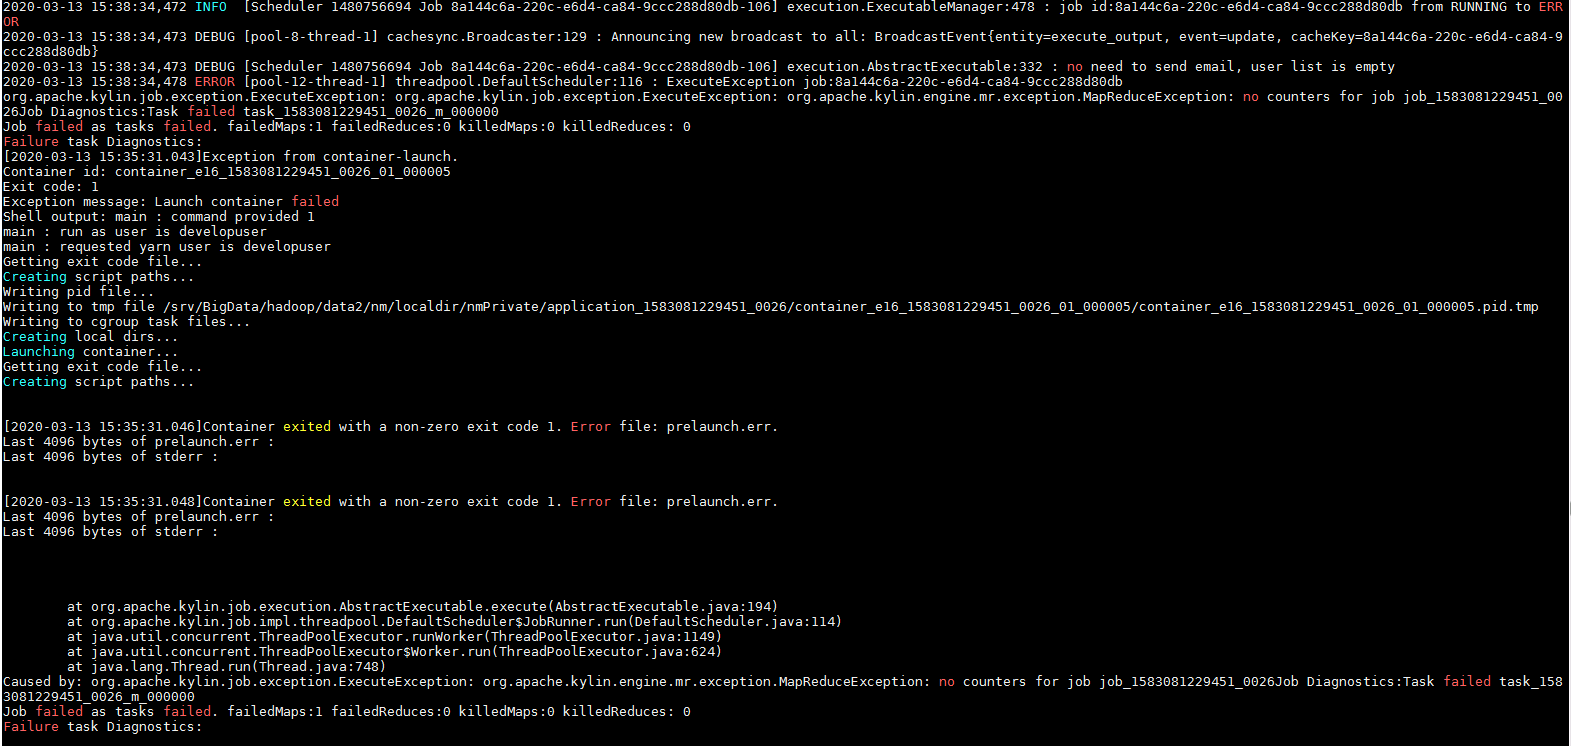 2020-03-13 15:38:34,472 INFO  [Scheduler 1480756694 Job 8a144c6a-220c-e6d4-ca84-9ccc288d80db-106] execution.ExecutableManager:478 : job id:8a144c6a-220c-e6d4-ca84-9ccc288d80db from RUNNING to ERR
OR
2020-03-13 15:38:34,473 DEBUG [pool-8-thread-1] cachesync.Broadcaster:129 : Announcing new broadcast to all: BroadcastEvent{entity=execute_output, event=update, cacheKey=8a144c6a-220c-e6d4-ca84-9
ccc288d80db}
2020-03-13 15:38:34,473 DEBUG [Scheduler 1480756694 Job 8a144c6a-220c-e6d4-ca84-9ccc288d80db-106] execution.AbstractExecutable:332 : no need to send email, user list is empty
2020-03-13 15:38:34,478 ERROR [pool-12-thread-1] threadpool.DefaultScheduler:116 : ExecuteException job:8a144c6a-220c-e6d4-ca84-9ccc288d80db
org.apache.kylin.job.exception.ExecuteException: org.apache.kylin.job.exception.ExecuteException: org.apache.kylin.engine.mr.exception.MapReduceException: no counters for job job_1583081229451_00
26Job Diagnostics:Task failed task_1583081229451_0026_m_000000
Job failed as tasks failed. failedMaps:1 failedReduces:0 killedMaps:0 killedReduces: 0
Failure task Diagnostics:
[2020-03-13 15:35:31.043]Exception from container-launch.
Container id: container_e16_1583081229451_0026_01_000005
Exit code: 1
Exception message: Launch container failed
Shell output: main : command provided 1
main : run as user is developuser
main : requested yarn user is developuser
Getting exit code file...
Creating script paths...
Writing pid file...
Writing to tmp file /srv/BigData/hadoop/data2/nm/localdir/nmPrivate/application_1583081229451_0026/container_e16_1583081229451_0026_01_000005/container_e16_1583081229451_0026_01_000005.pid.tmp
Writing to cgroup task files...
Creating local dirs...
Launching container...
Getting exit code file...
Creating script paths...
[2020-03-13 15:35:31.046]Container exited with a non-zero exit code 1. Error file: prelaunch.err.
Last 4096 bytes of prelaunch.err :
Last 4096 bytes of stderr :
[2020-03-13 15:35:31.048]Container exited with a non-zero exit code 1. Error file: prelaunch.err.
Last 4096 bytes of prelaunch.err :
Last 4096 bytes of stderr :
at org.apache.kylin.job.execution.AbstractExecutable.execute(AbstractExecutable.java:194)
at org.apache.kylin.job.impl.threadpool.DefaultScheduler$JobRunner.run(DefaultScheduler.java:114)
at java.util.concurrent.ThreadPoolExecutor.runWorker(ThreadPoolExecutor.java:1149)
at java.util.concurrent.ThreadPoolExecutor$Worker.run(ThreadPoolExecutor.java:624)
at java.lang.Thread.run(Thread.java:748)
Caused by: org.apache.kylin.job.exception.ExecuteException: org.apache.kylin.engine.mr.exception.MapReduceException: no counters for job job_1583081229451_0026Job Diagnostics:Task failed task_158
3081229451_0026_m_000000
Job failed as tasks failed. failedMaps:1 failedReduces:0 killedMaps:0 killedReduces: 0
Failure task Diagnostics: